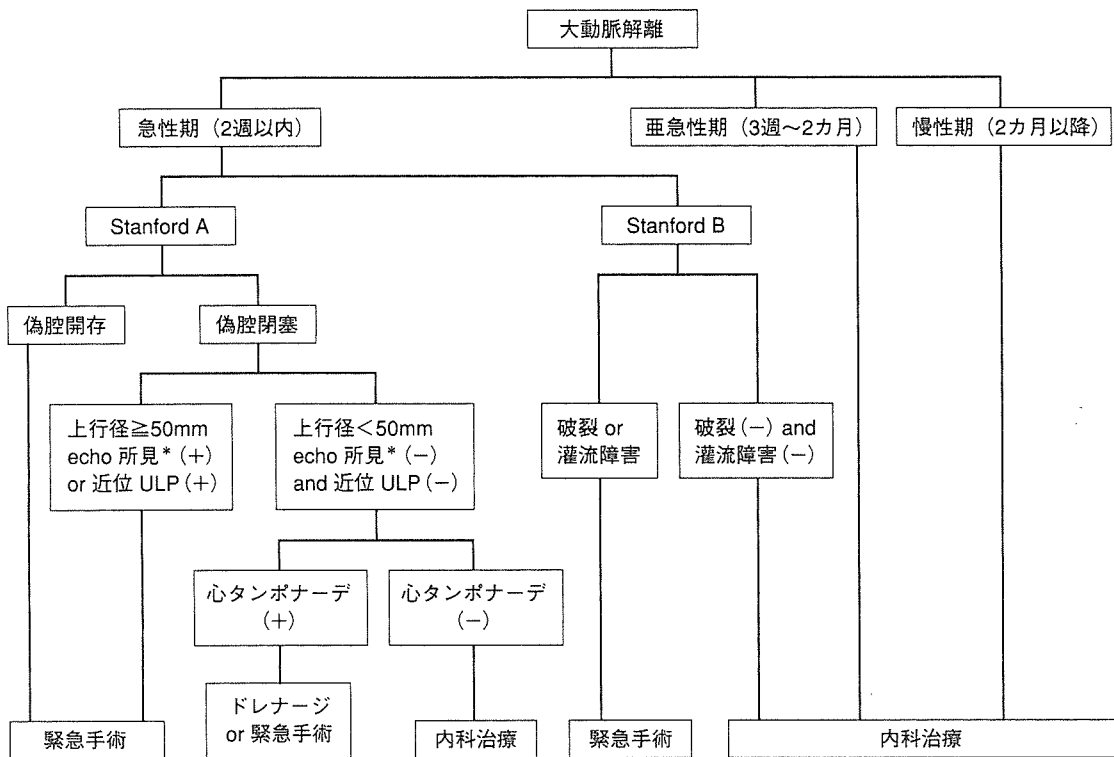 大動脈解離
急性期（2週以内）
亜急性期（3週～2カ月）
慢性期（2カ月以降）
Stanford A
Stanford B
偽腔開存
偽腔閉塞
上行径≧50mm
echo 所見*（+）
or 近位 ULP（+）
上行径＜50mm
echo 所見*（−）
and 近位 ULP（−）
破裂 or
灌流障害
破裂（−）and
灌流障害（−）
心タンポナーデ
（+）
心タンポナーデ
（−）
ドレナージ
or 緊急手術
緊急手術
内科治療
緊急手術
内科治療